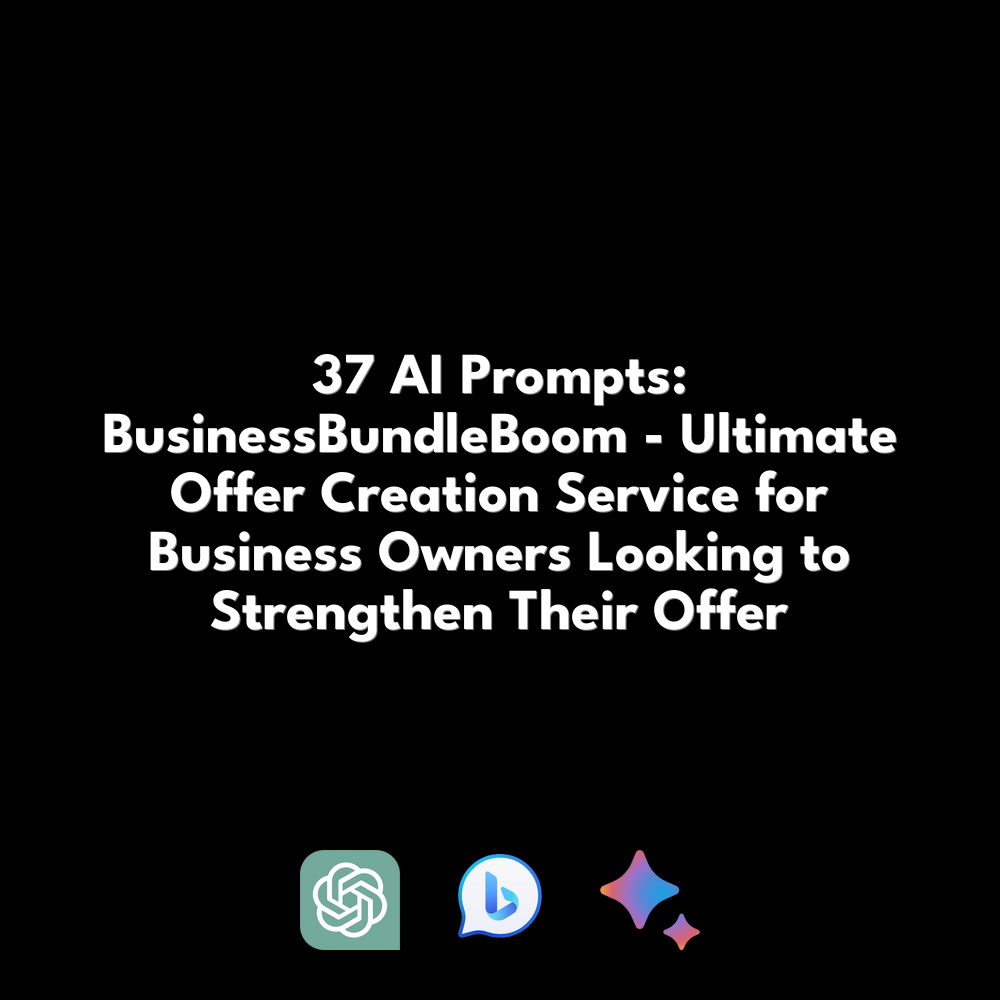 37 AI Prompts:
BusinessBundleBoom - Ultimate
Offer Creation Service for
Business Owners Looking to
Strengthen Their Offer